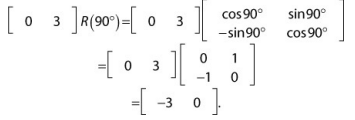 [ 0 3 ] R(90°) = [ 0 3 ] [ cos90° sin90° −sin90° cos90° ]
= [ 0 3 ] [ 0 1 −1 0 ]
= [ −3 0 ].